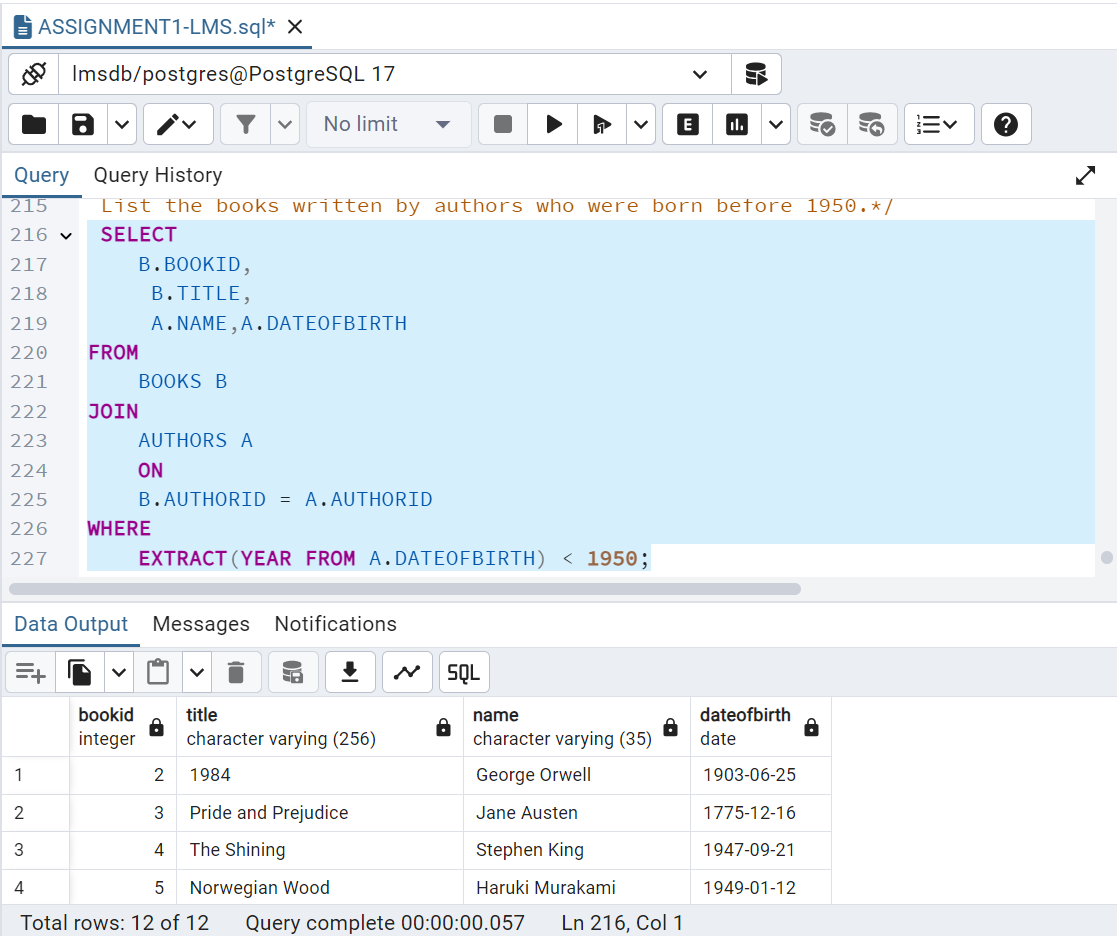 ASSIGNMENT1-LMS.sql*
lmsdb/postgres@PostgreSQL 17
No limit
E
Query Query History
215 List the books written by authors who were born before 1950.*/
216 SELECT
217 B.BOOKID,
218 B.TITLE,
219 A.NAME,A.DATEOFBIRTH
220 FROM
221 BOOKS B
222 JOIN
223 AUTHORS A
224 ON
225 B.AUTHORID = A.AUTHORID
226 WHERE
227 EXTRACT(YEAR FROM A.DATEOFBIRTH) < 1950;
Data Output Messages Notifications
SQL
bookid title name dateofbirth
integer character varying (256) character varying (35) date
1 2 1984 George Orwell 1903-06-25
2 3 Pride and Prejudice Jane Austen 1775-12-16
3 4 The Shining Stephen King 1947-09-21
4 5 Norwegian Wood Haruki Murakami 1949-01-12
Total rows: 12 of 12 Query complete 00:00:00.057 Ln 216, Col 1